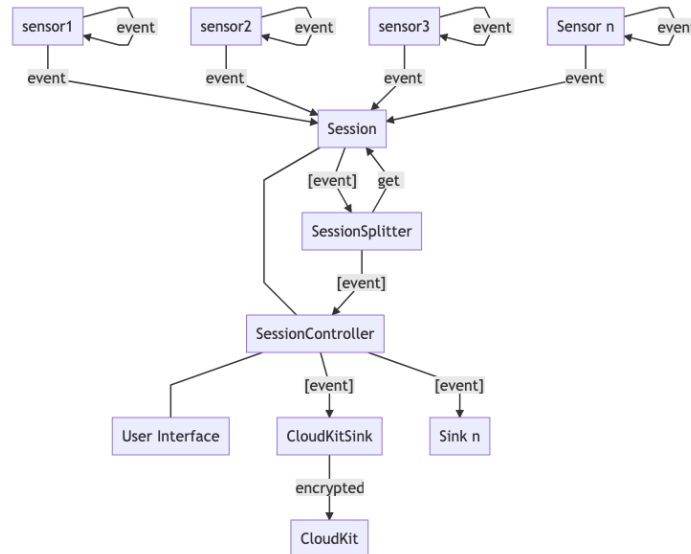 sensor1
event
sensor2
event
sensor3
event
Sensor n
event
event
event
event
event
Session
[event]
get
SessionSplitter
[event]
SessionController
[event]
[event]
User Interface
CloudKitSink
Sink n
encrypted
CloudKit